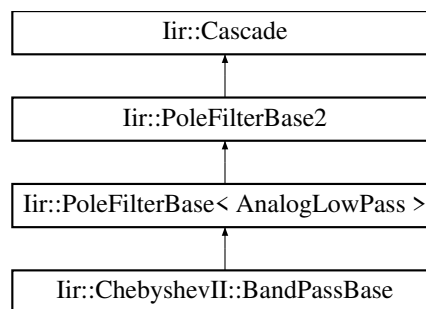 Iir::Cascade
Iir::PoleFilterBase2
Iir::PoleFilterBase< AnalogLowPass >
Iir::ChebyshevII::BandPassBase